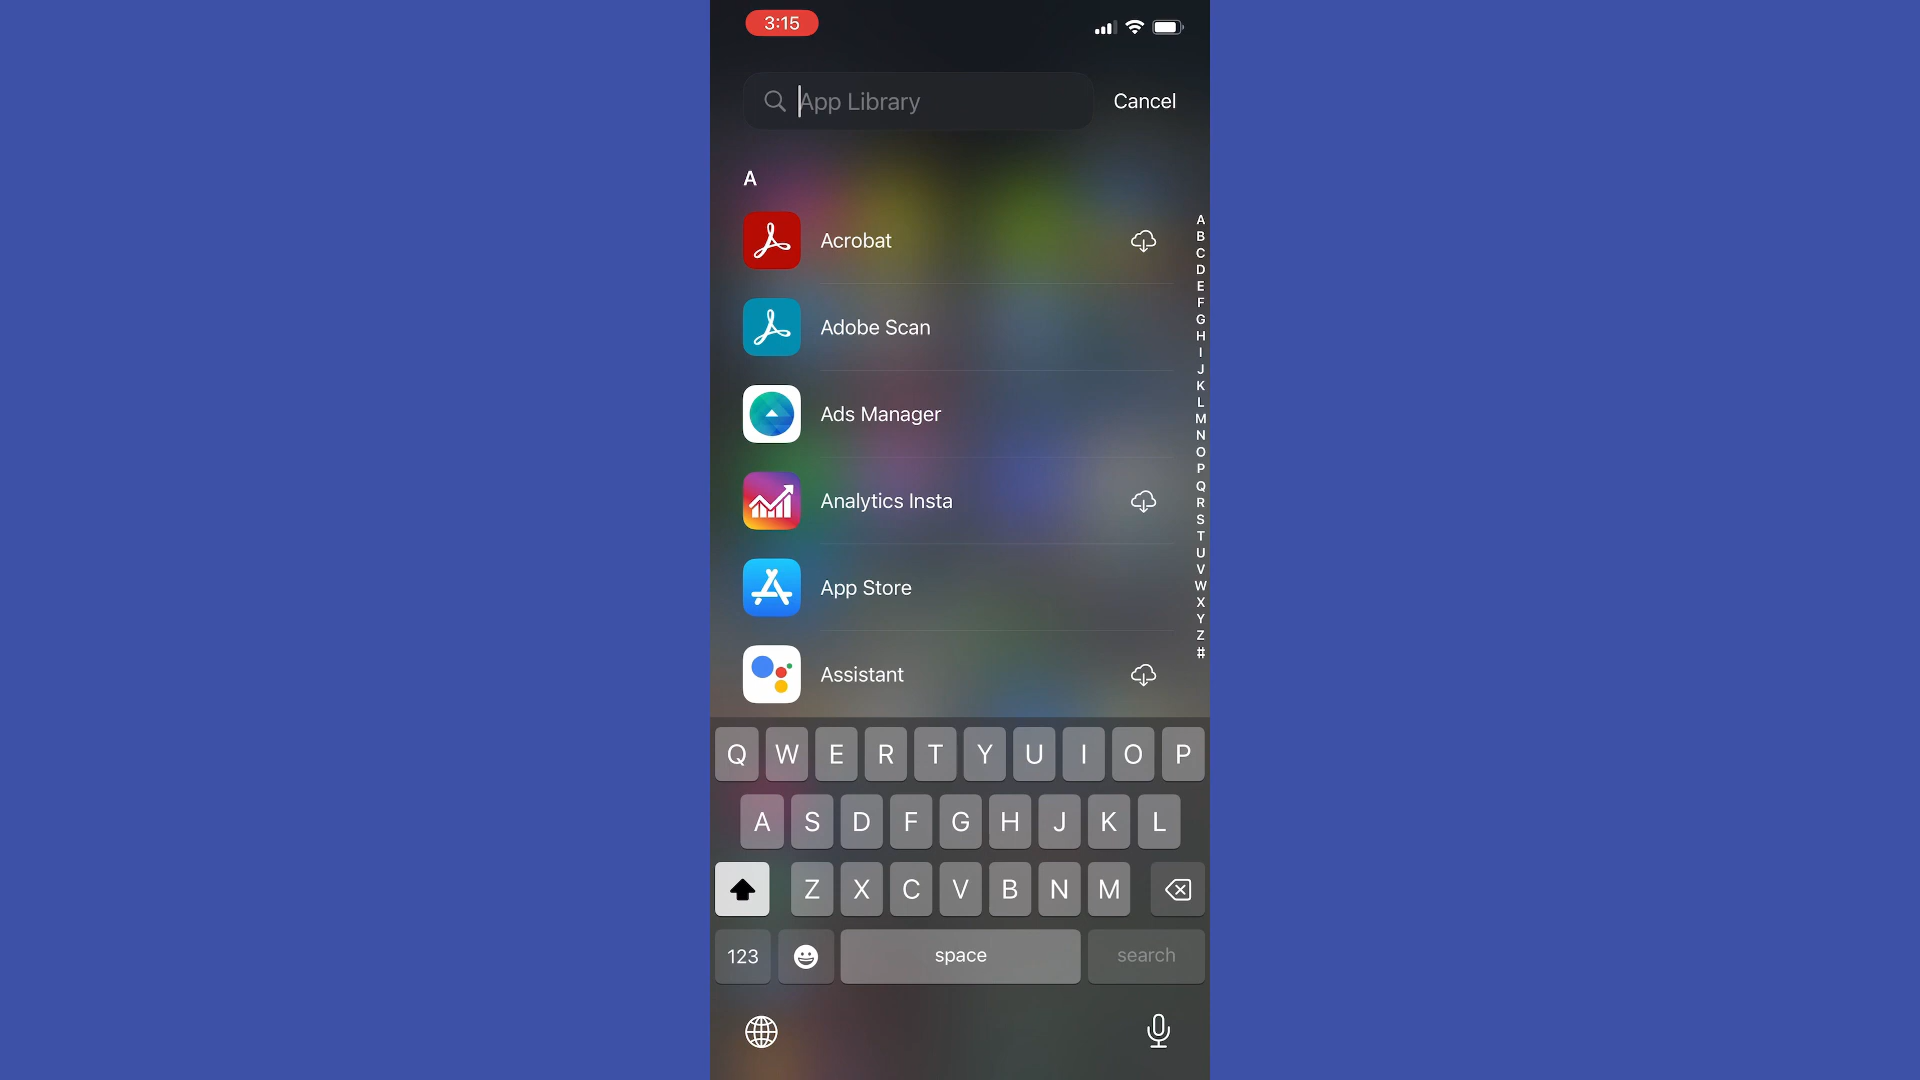 3:15
App Library
Cancel
A
Acrobat
Adobe Scan
Ads Manager
Analytics Insta
App Store
Assistant
A
B
C
D
E
F
G
H
I
J
K
L
M
N
O
P
Q
R
S
T
U
V
W
X
Y
Z
#
Q W E R T Y U I O P
A S D F G H J K L
Z X C V B N M
123 space search